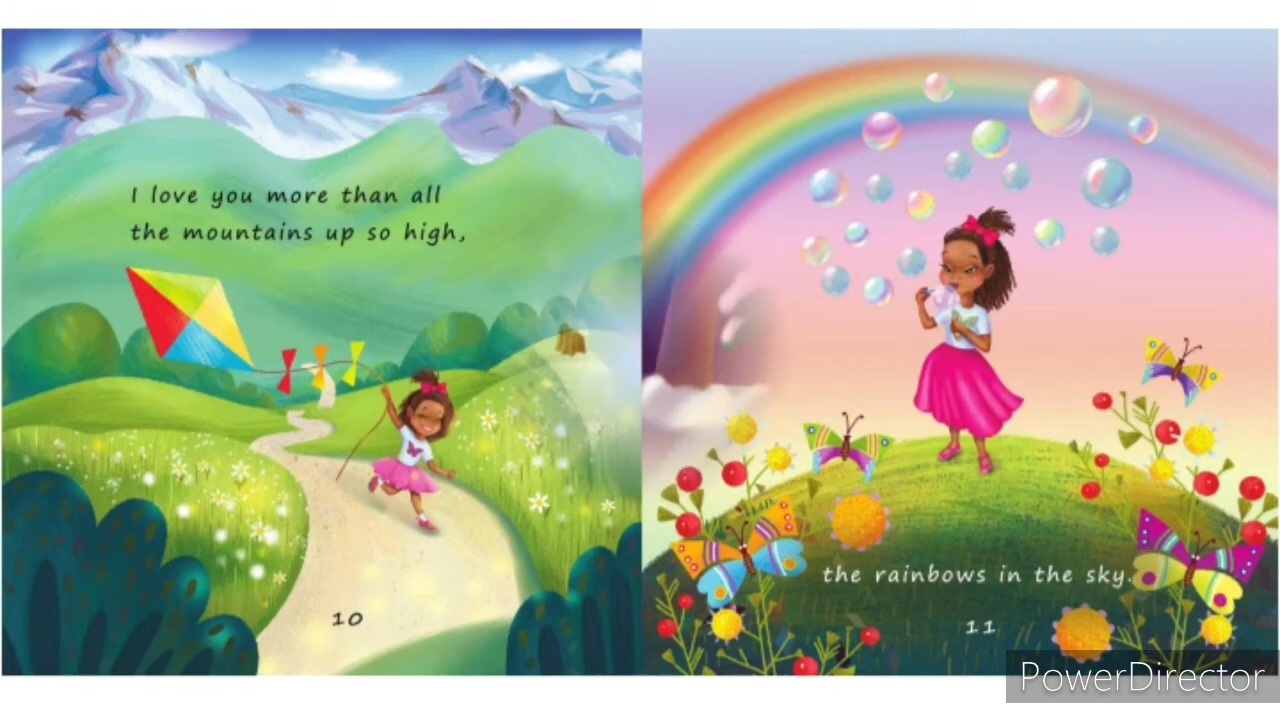 I love you more than all
the mountains up so high,
10
the rainbows in the sky.
11
PowerDirector